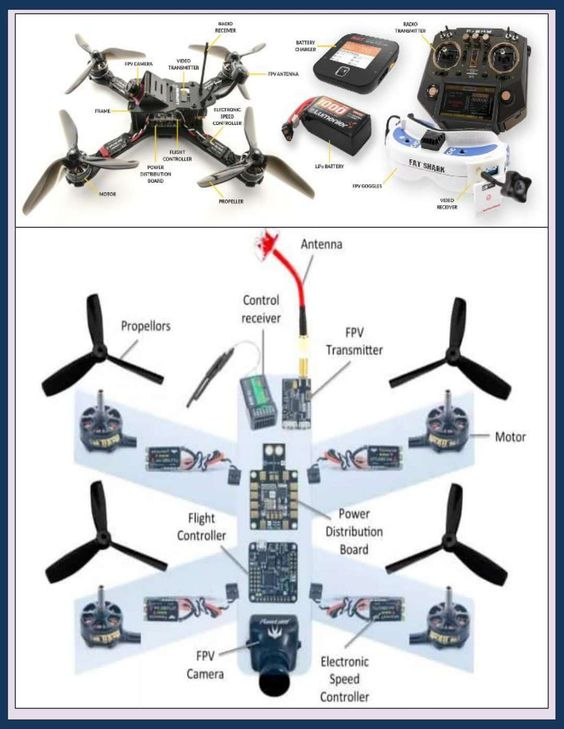 RADIO
RECEIVER
FPV CAMERA
VIDEO
TRANSMITTER
FPV ANTENNA
FRAME
ELECTRONIC
SPEED
CONTROLLER
FLIGHT
CONTROLLER
POWER
DISTRIBUTION
BOARD
MOTOR
PROPELLER
BATTERY
CHARGER
RADIO
TRANSMITTER
1000
Lumenier
LiPo BATTERY
FAT SHARK
FPV GOGGLES
VIDEO
RECEIVER
Antenna
Control
receiver
Propellors
FPV
Transmitter
Motor
Flight
Controller
Power
Distribution
Board
FPV
Camera
Electronic
Speed
Controller